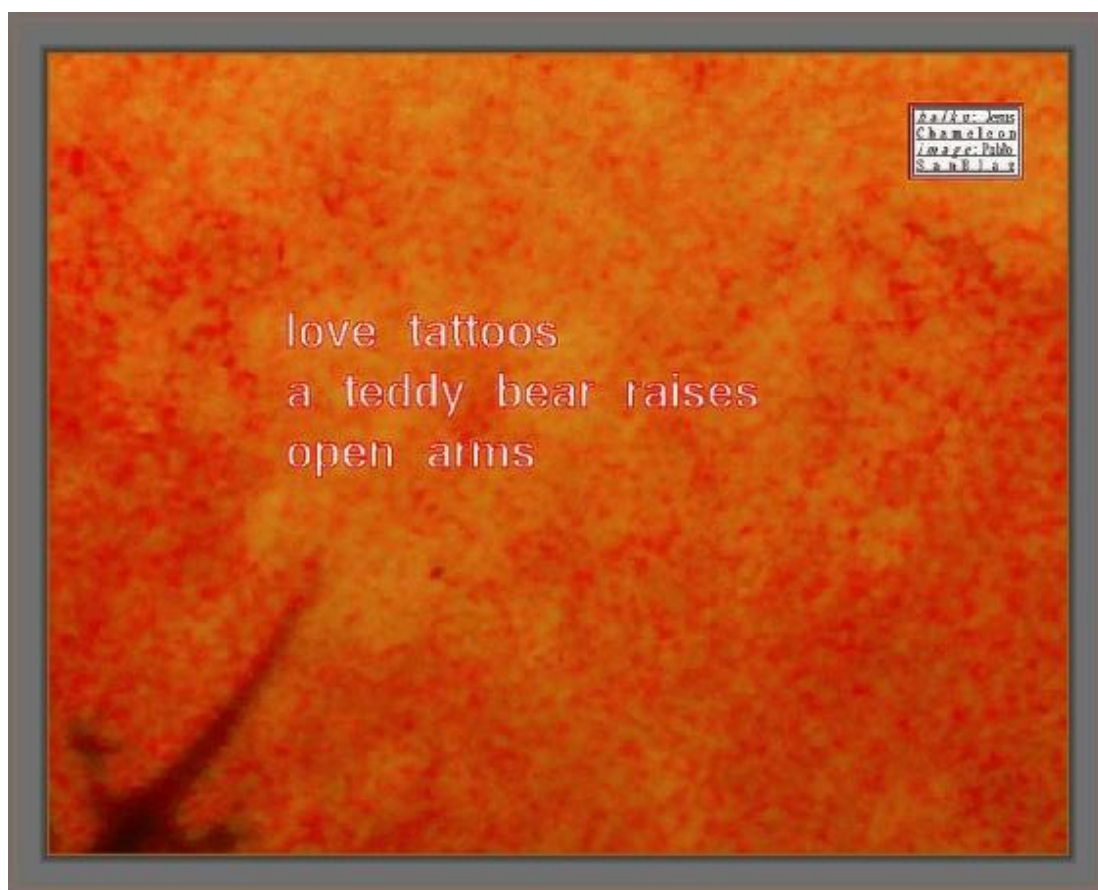 haiku: Jesus
Chameleon
image: Pablo
SanBlas
love tattoos
a teddy bear raises
open arms